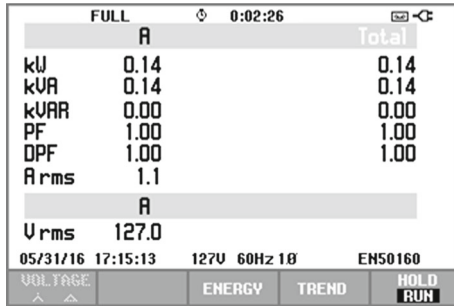 FULL 0:02:26
A Total
kW 0.14 0.14
kVA 0.14 0.14
kVAR 0.00 0.00
PF 1.00 1.00
DPF 1.00 1.00
A rms 1.1
A
V rms 127.0
05/31/16 17:15:13 127V 60Hz 1Ø EN50160
VOLTAGE ENERGY TREND HOLD
RUN